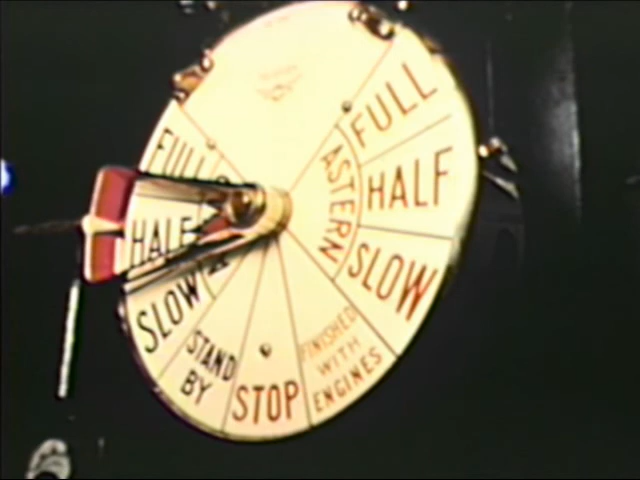 FULL
HALF
SLOW
ASTERN
FULL
HALF
SLOW
STAND
BY
STOP
FINISHED
WITH
ENGINES